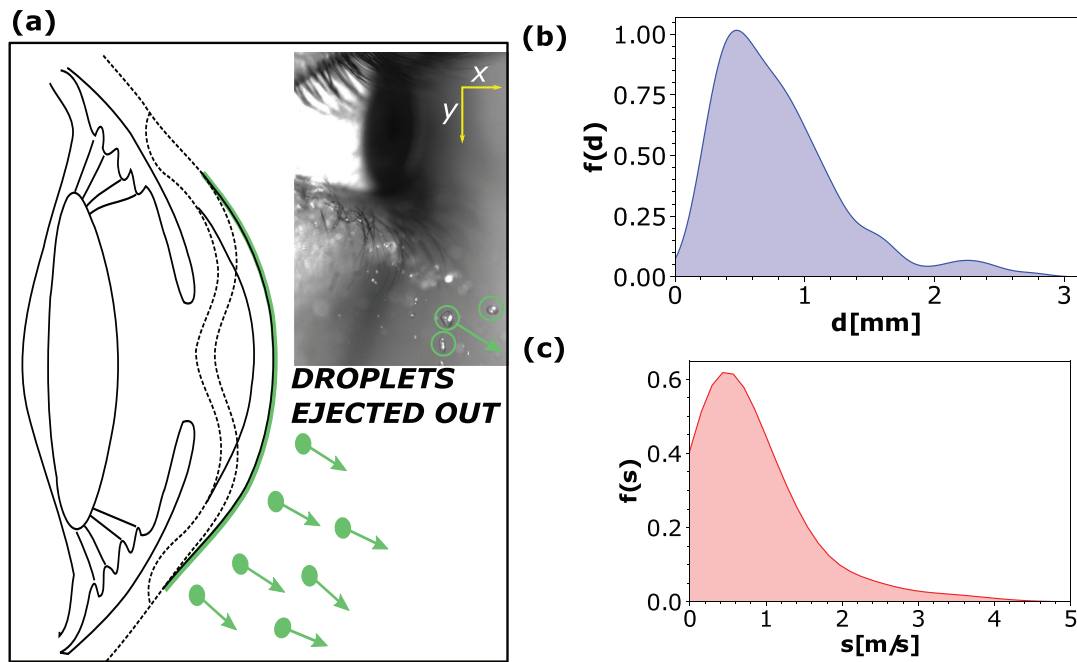 (a)
x
y
DROPLETS
EJECTED OUT
(b)
f(d)
1.00
0.75
0.50
0.25
0.00
0 1 2 3
d[mm]
(c)
f(s)
0.6
0.4
0.2
0.0
0 1 2 3 4 5
s[m/s]